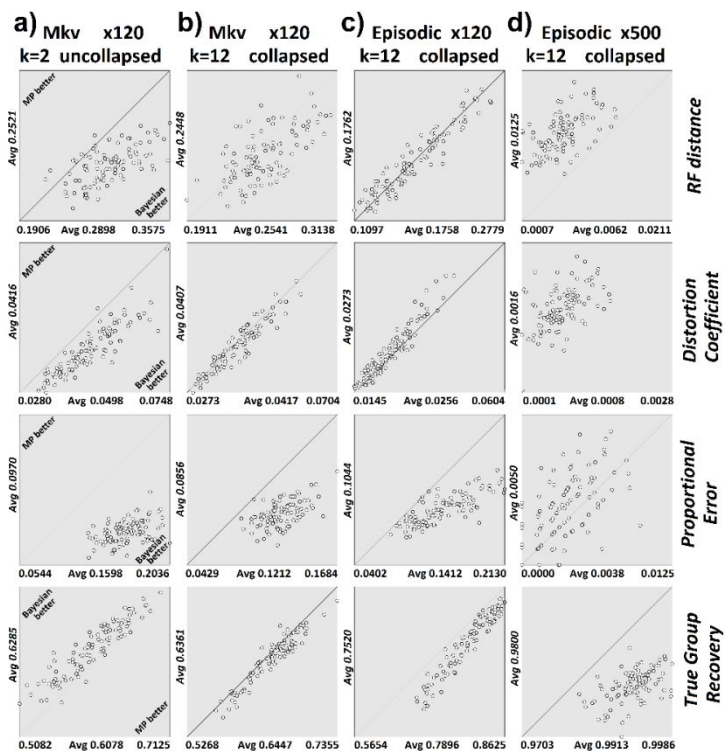 a) Mkv x120
k=2 uncollapsed
b) Mkv x120
k=12 collapsed
c) Episodic x120
k=12 collapsed
d) Episodic x500
k=12 collapsed
MP better
Avg 0.2521
Bayesian better
0.1906 Avg 0.2898 0.3575
Avg 0.2448
0.1911 Avg 0.2541 0.3138
Avg 0.1762
0.1097 Avg 0.1758 0.2779
Avg 0.0125
0.0007 Avg 0.0062 0.0211
RF distance
MP better
Avg 0.0416
Bayesian better
0.0280 Avg 0.0498 0.0748
Avg 0.0407
0.0273 Avg 0.0417 0.0704
Avg 0.0273
0.0145 Avg 0.0256 0.0604
Avg 0.0016
0.0001 Avg 0.0008 0.0028
Distortion
Coefficient
MP better
Avg 0.0970
Bayesian better
0.0544 Avg 0.1598 0.2036
Avg 0.0856
0.0429 Avg 0.1212 0.1684
Avg 0.1044
0.0402 Avg 0.1412 0.2130
Avg 0.0050
0.0000 Avg 0.0038 0.0125
Proportional
Error
Bayesian better
Avg 0.6285
MP better
0.5082 Avg 0.6078 0.7125
Avg 0.6361
0.5268 Avg 0.6447 0.7355
Avg 0.7520
0.5654 Avg 0.7896 0.8625
Avg 0.9800
0.9703 Avg 0.9913 0.9986
True Group
Recovery